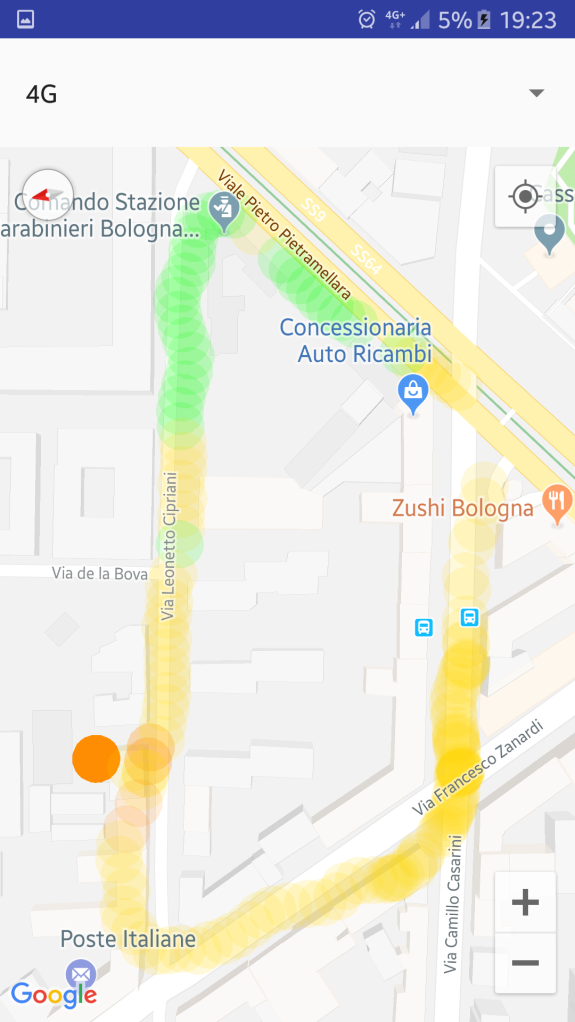 4G+ 5% 19:23
4G
Comando Stazione
arabinieri Bologna...
Viale Pietro Pietramellara
SS9
SS64
Concessionaria
Auto Ricambi
Zushi Bologna
Via Leonetto Cipriani
Via de la Bova
Via Francesco Zanardi
Via Camillo Casarini
Poste Italiane
Google